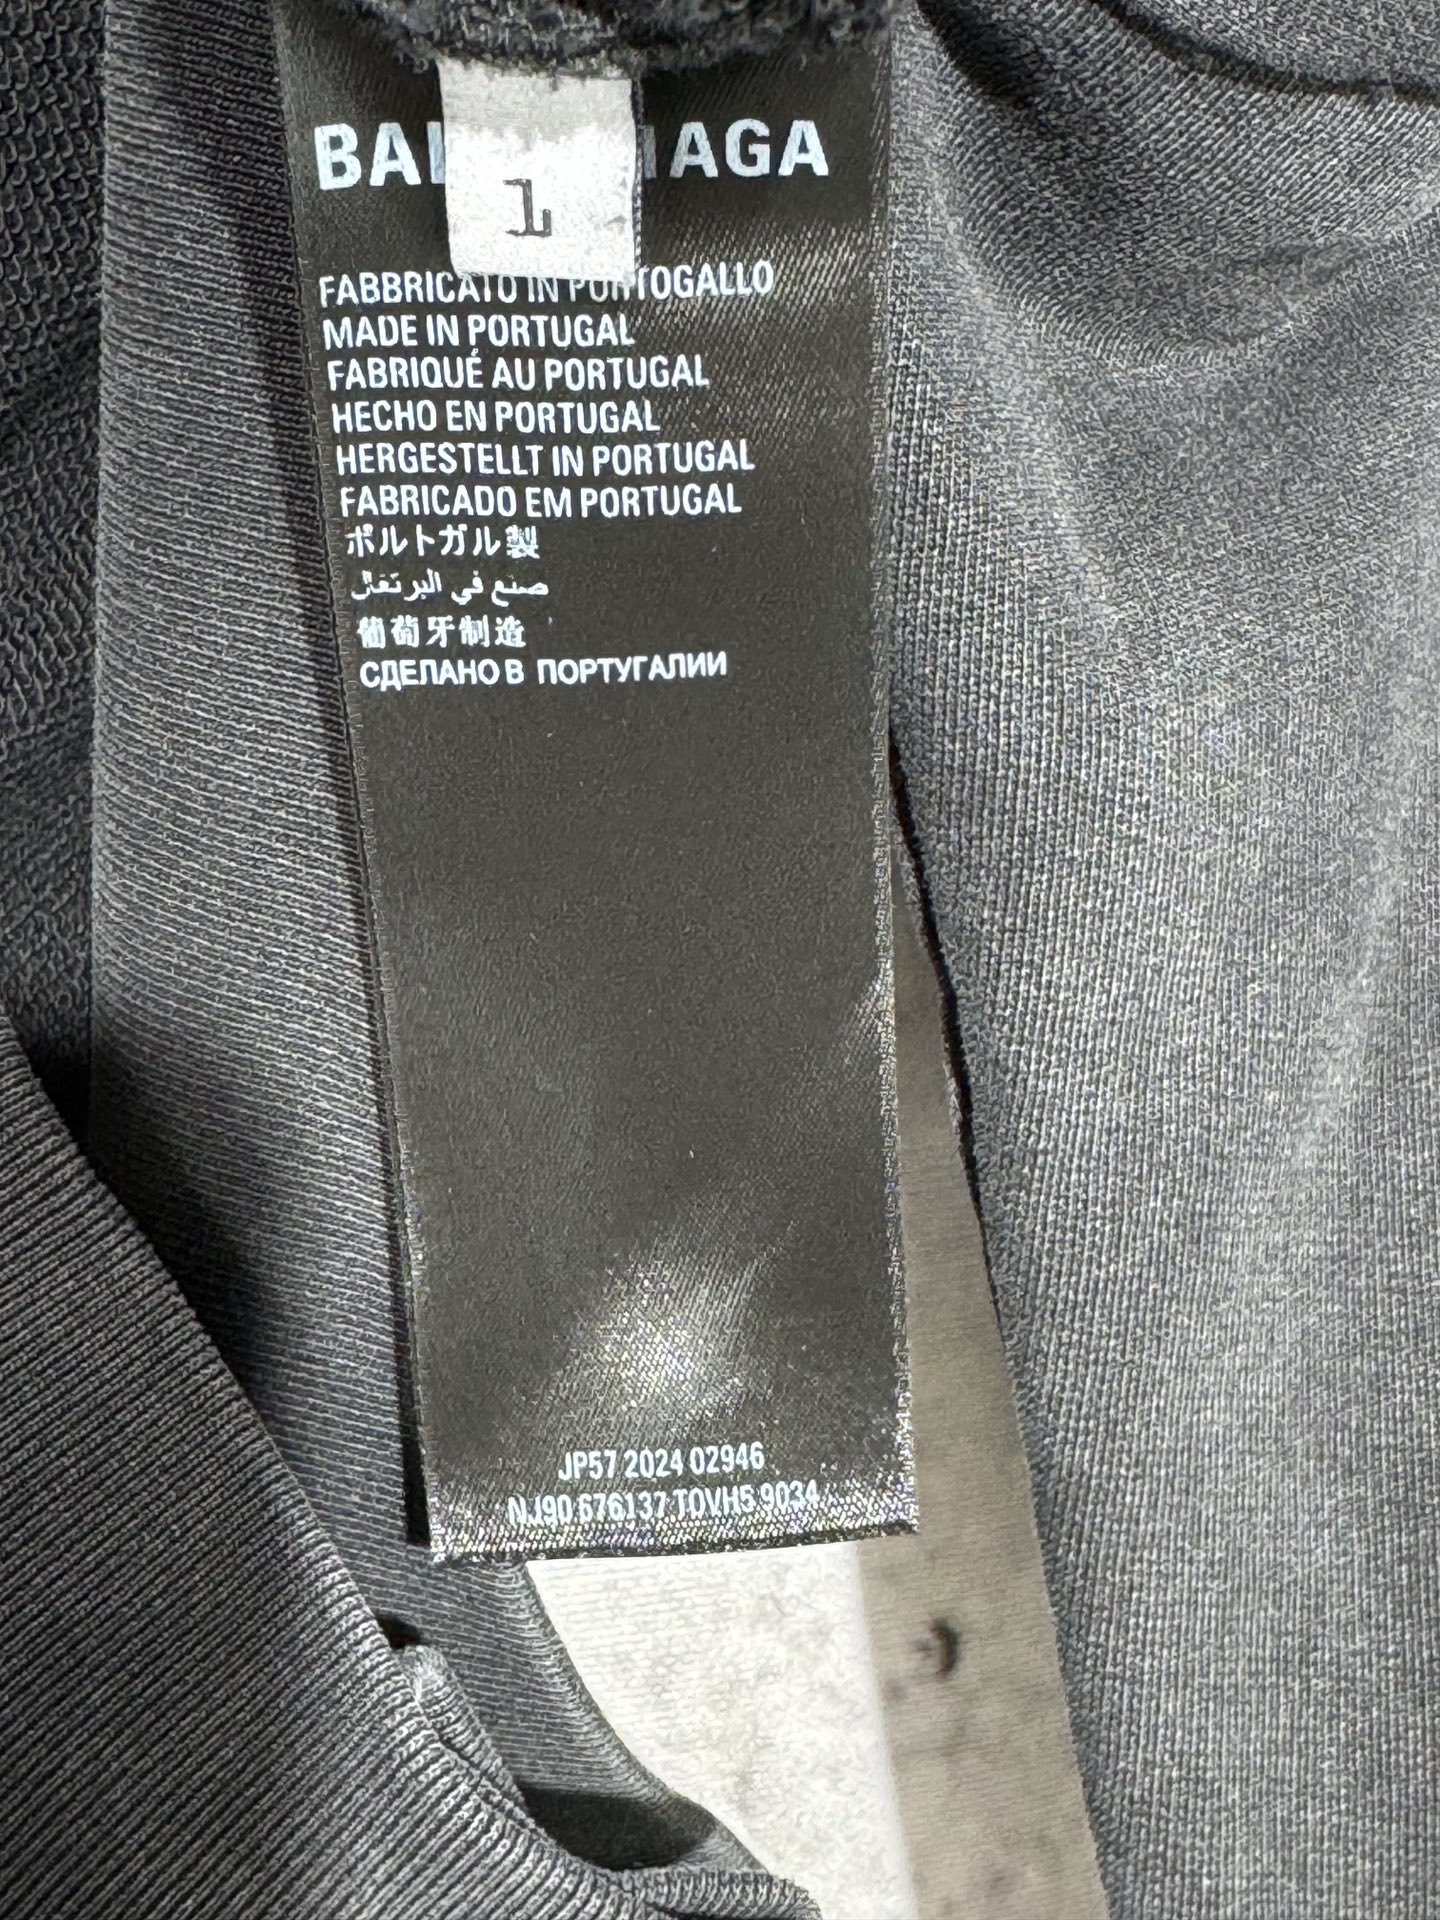 BAL IAGA
L
FABBRICATO IN PORTOGALLO
MADE IN PORTUGAL
FABRIQUÉ AU PORTUGAL
HECHO EN PORTUGAL
HERGESTELLT IN PORTUGAL
FABRICADO EM PORTUGAL
ポルトガル製
صنع في البرتغال
葡萄牙制造
СДЕЛАНО В ПОРТУГАЛИИ
JP57 2024 02946
NJ90 676137 TOVH5 9034